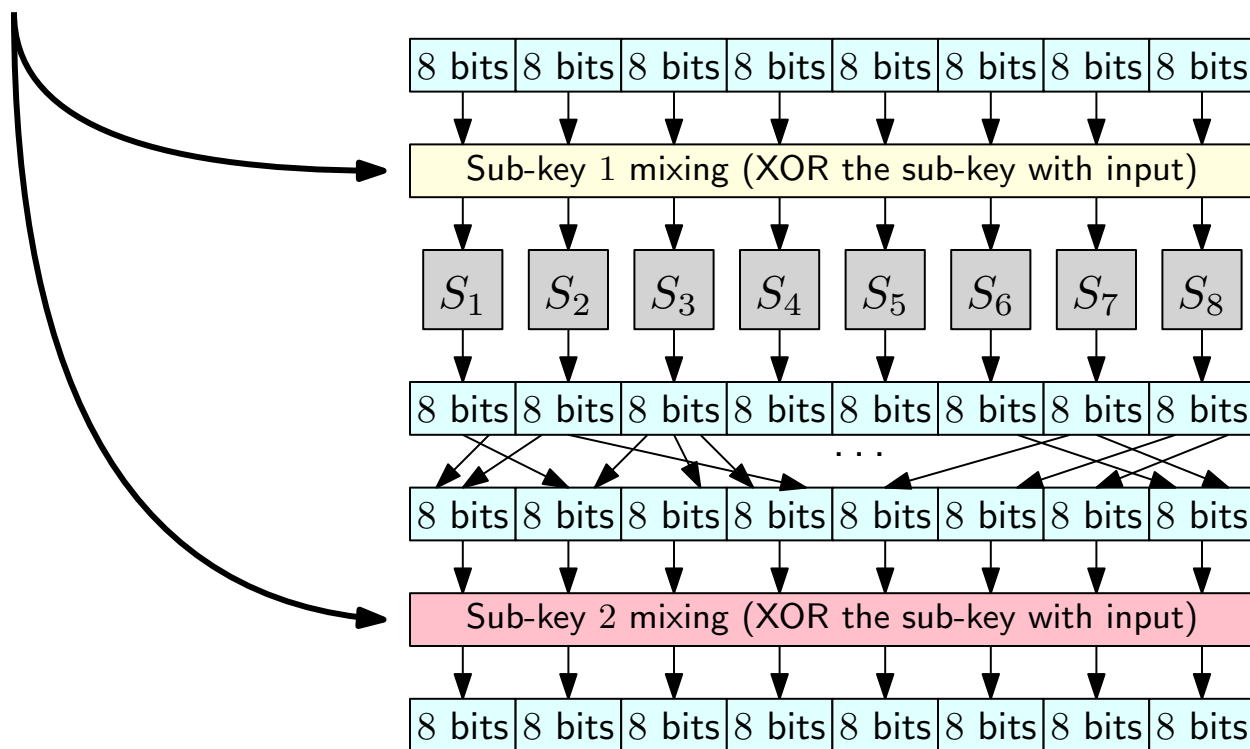 8 bits 8 bits 8 bits 8 bits 8 bits 8 bits 8 bits 8 bits
Sub-key 1 mixing (XOR the sub-key with input)
S₁ S₂ S₃ S₄ S₅ S₆ S₇ S₈
8 bits 8 bits 8 bits 8 bits 8 bits 8 bits 8 bits 8 bits
...
8 bits 8 bits 8 bits 8 bits 8 bits 8 bits 8 bits 8 bits
Sub-key 2 mixing (XOR the sub-key with input)
8 bits 8 bits 8 bits 8 bits 8 bits 8 bits 8 bits 8 bits